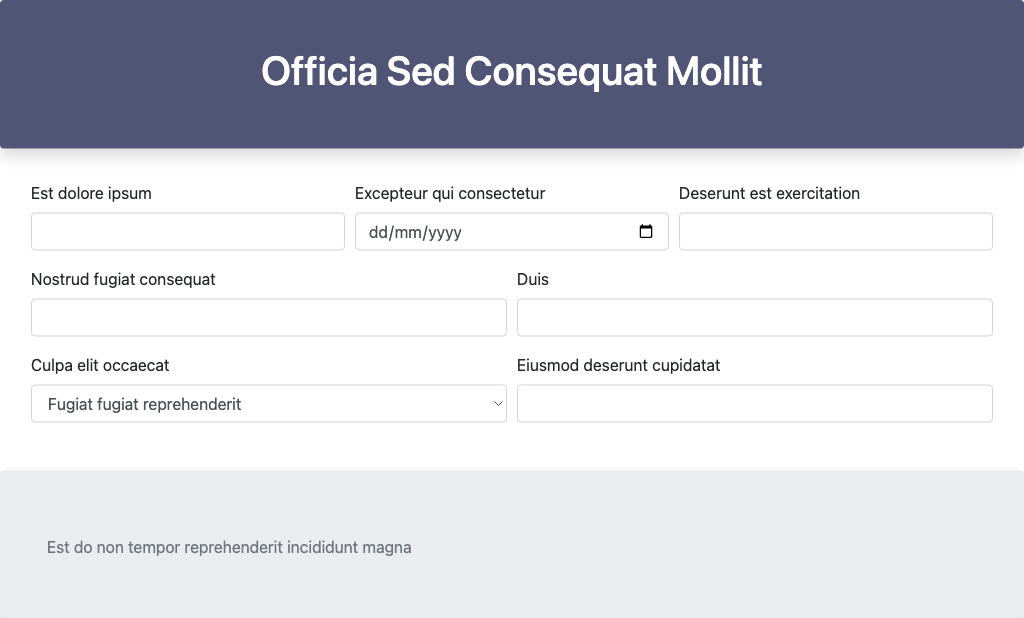 Officia Sed Consequat Mollit
Est dolore ipsum
Excepteur qui consectetur
Deserunt est exercitation
dd/mm/yyyy
Nostrud fugiat consequat
Duis
Culpa elit occaecat
Eiusmod deserunt cupidatat
Fugiat fugiat reprehenderit
Est do non tempor reprehenderit incididunt magna